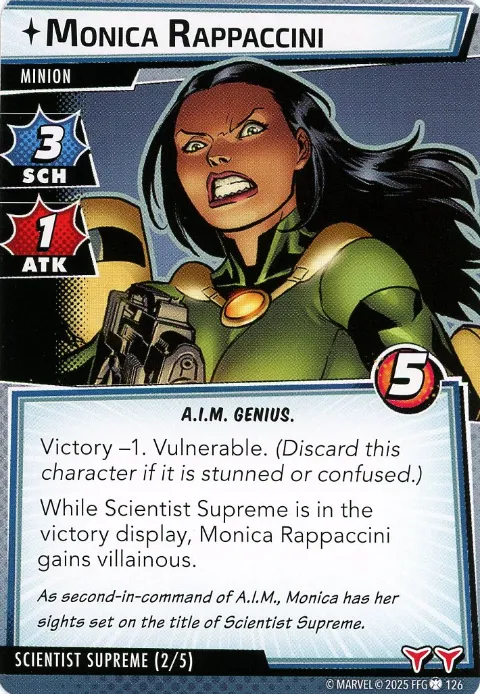 MONICA RAPPACCINI
MINION
3
SCH
1
ATK
5
A.I.M. GENIUS.
Victory –1. Vulnerable. (Discard this
character if it is stunned or confused.)
While Scientist Supreme is in the
victory display, Monica Rappaccini
gains villainous.
As second-in-command of A.I.M., Monica has her
sights set on the title of Scientist Supreme.
SCIENTIST SUPREME (2/5)
© MARVEL © 2025 FFG 126